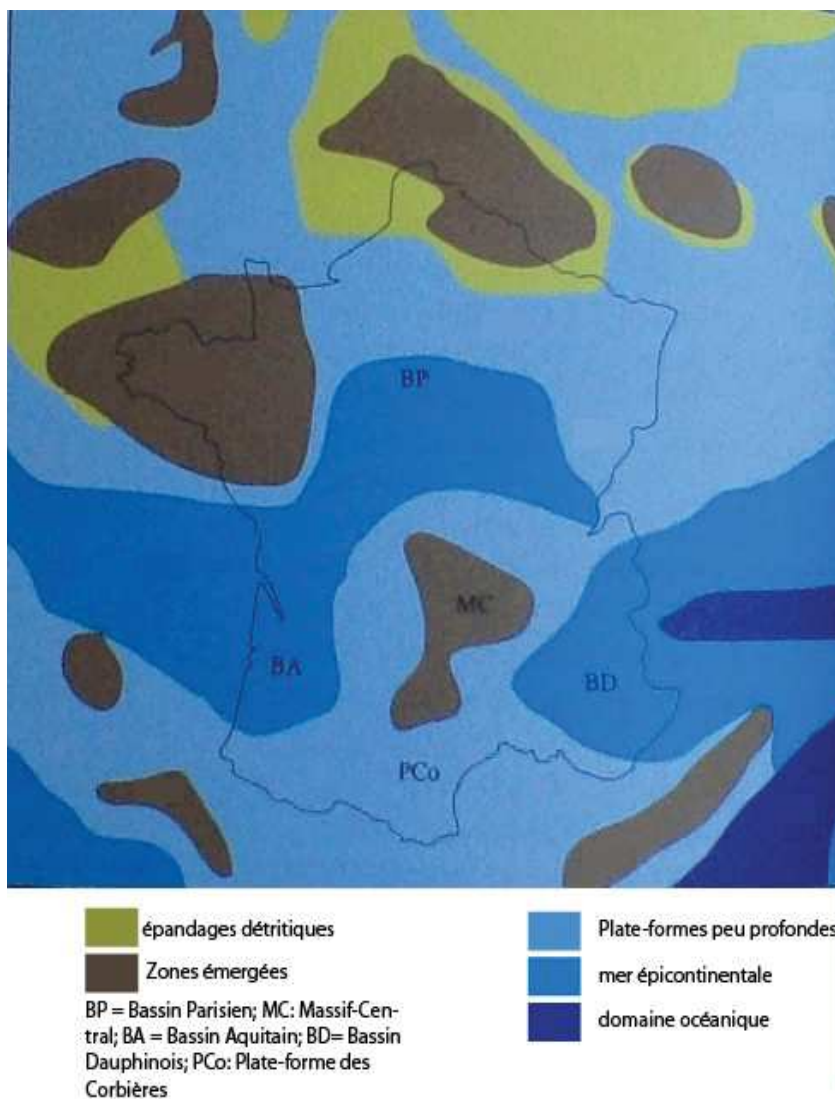 BP
MC
BA
BD
PCo
épandages détritiques
Zones émergées
BP = Bassin Parisien; MC: Massif-Cen-
tral; BA = Bassin Aquitain; BD= Bassin
Dauphinois; PCo: Plate-forme des
Corbières
Plate-formes peu profondes
mer épicontinentale
domaine océanique